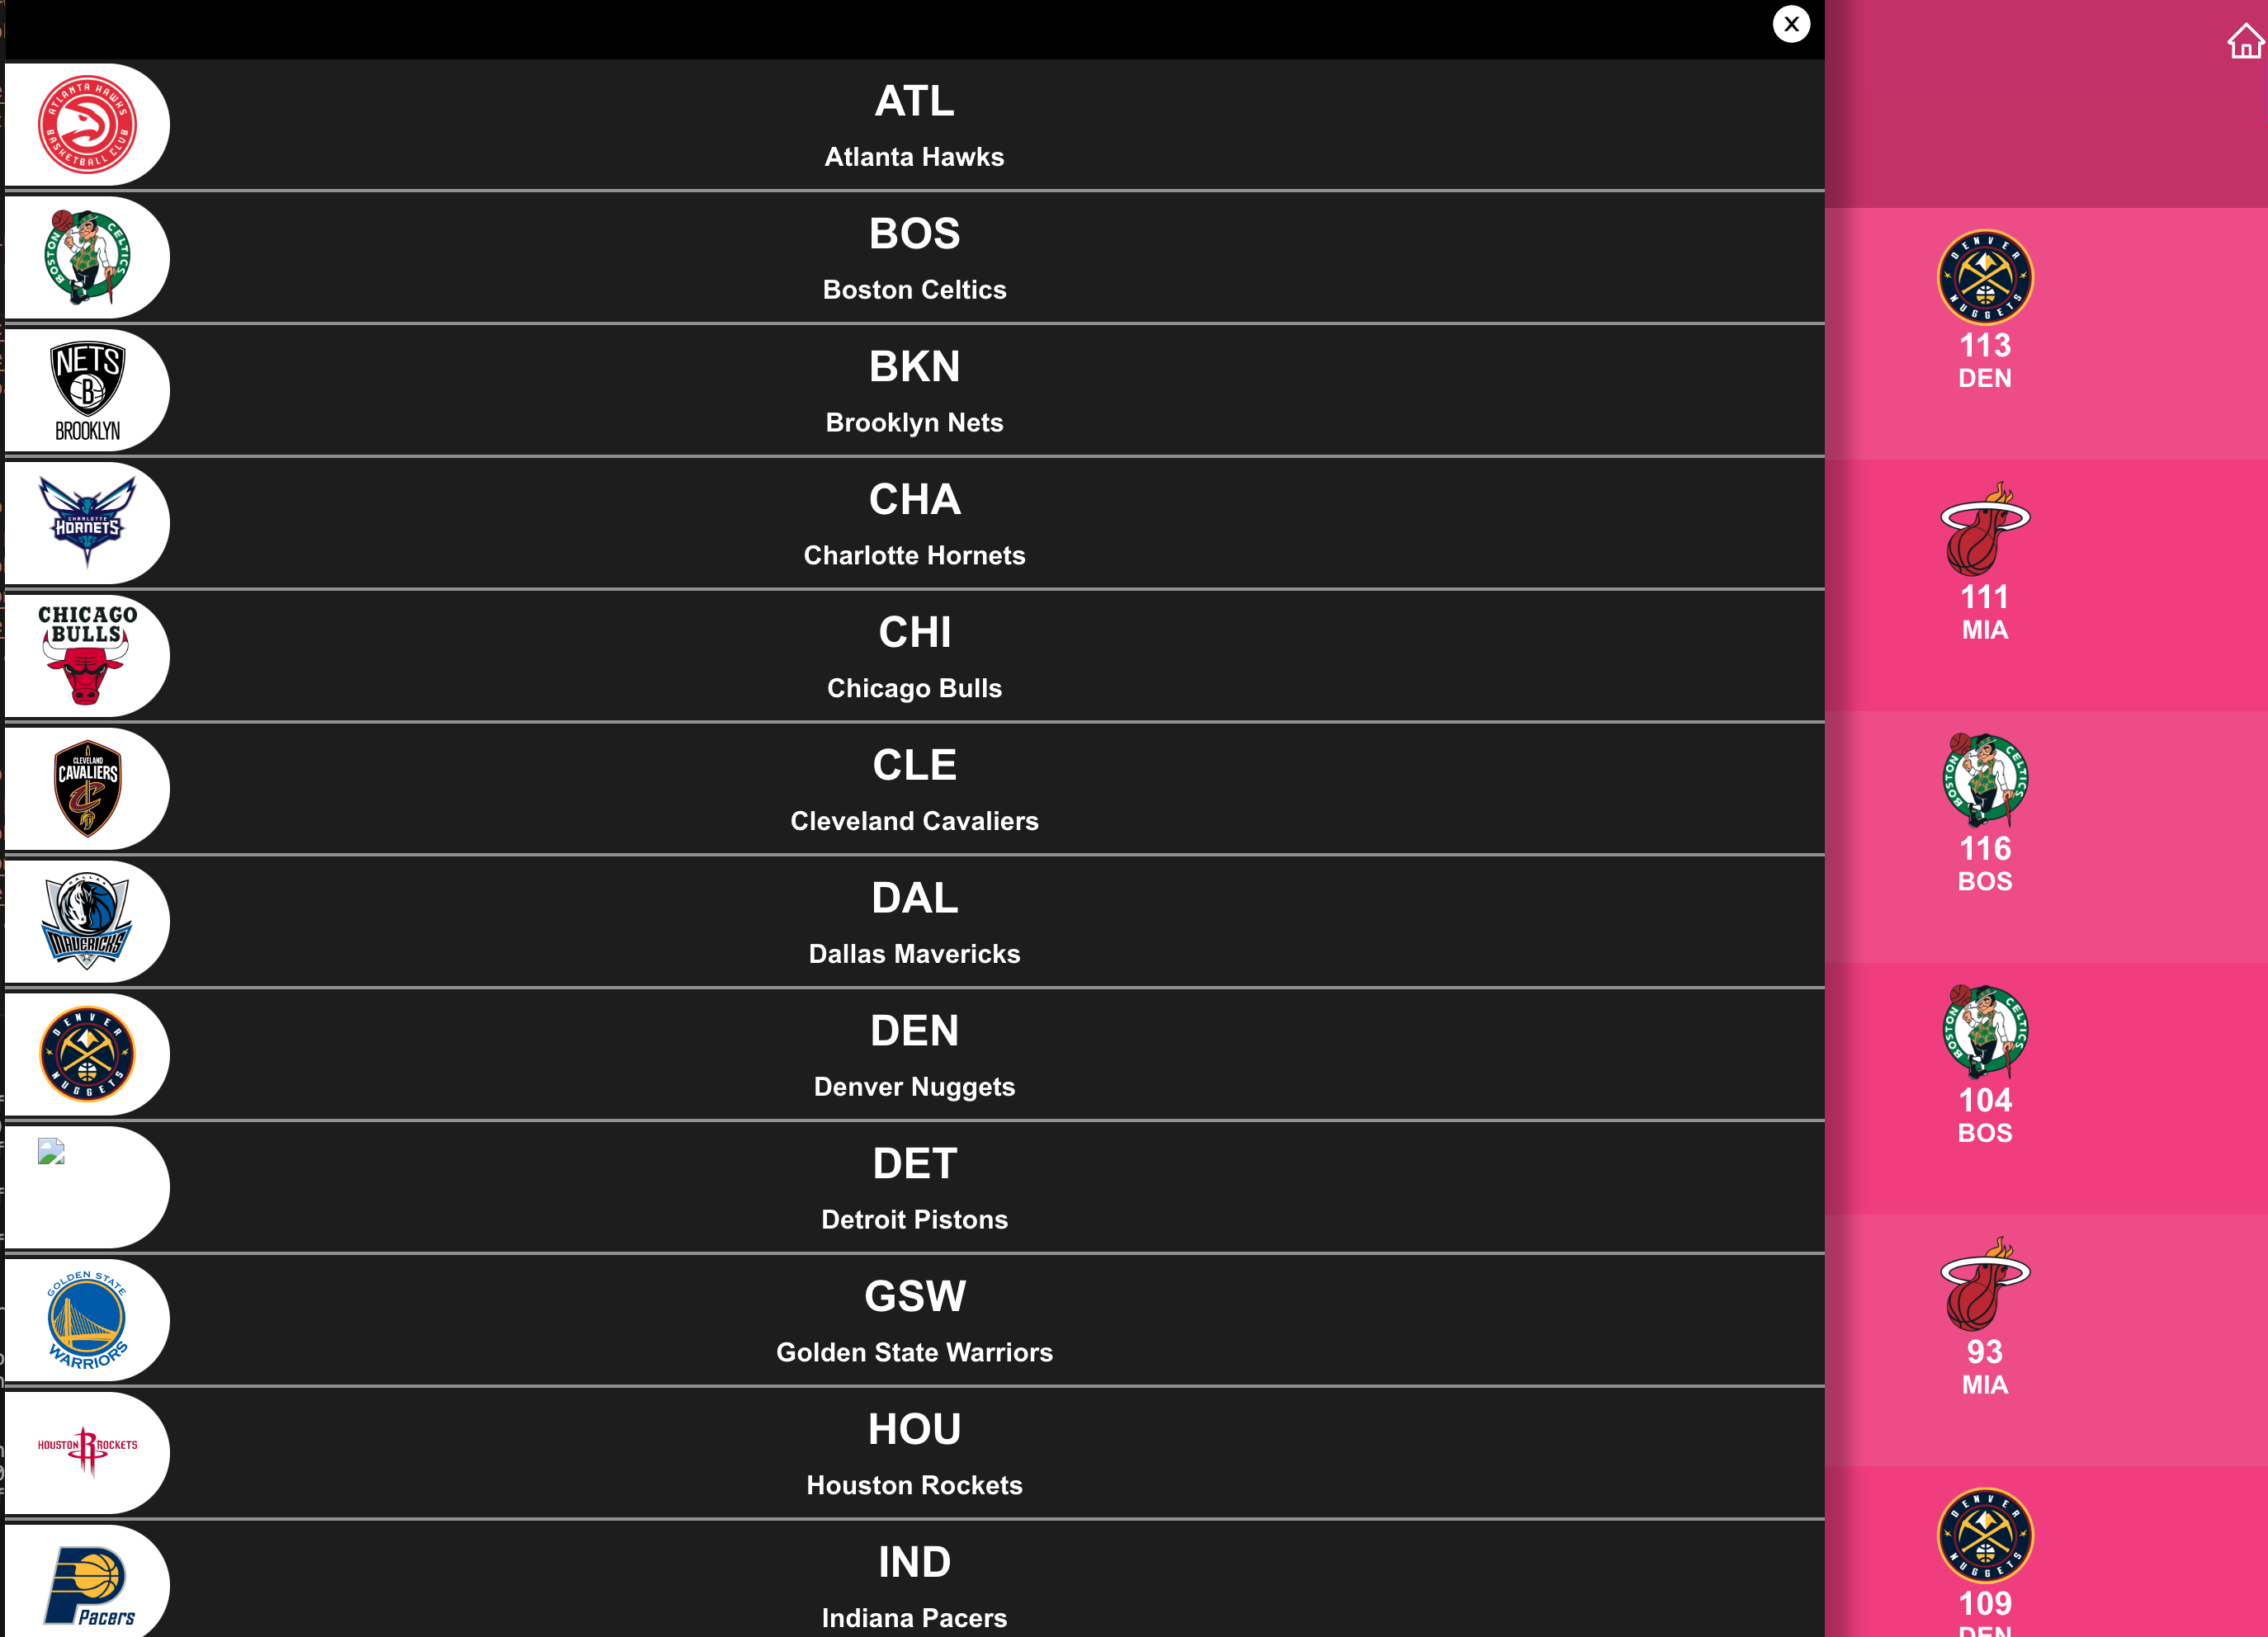 X
ATLANTA HAWKS
BASKETBALL CLUB
ATL
Atlanta Hawks
BOSTON CELTICS
BOS
Boston Celtics
NETS
B
BROOKLYN
BKN
Brooklyn Nets
CHARLOTTE
HORNETS
CHA
Charlotte Hornets
CHICAGO
BULLS
CHI
Chicago Bulls
CLEVELAND
CAVALIERS
C
CLE
Cleveland Cavaliers
DALLAS
MAVERICKS
DAL
Dallas Mavericks
DENVER
NUGGETS
DEN
Denver Nuggets
DET
Detroit Pistons
GOLDEN STATE
WARRIORS
GSW
Golden State Warriors
HOUSTON R ROCKETS
HOU
Houston Rockets
Pacers
IND
Indiana Pacers
DENVER
NUGGETS
113
DEN
111
MIA
BOSTON CELTICS
116
BOS
BOSTON CELTICS
104
BOS
93
MIA
DENVER
NUGGETS
109
DEN